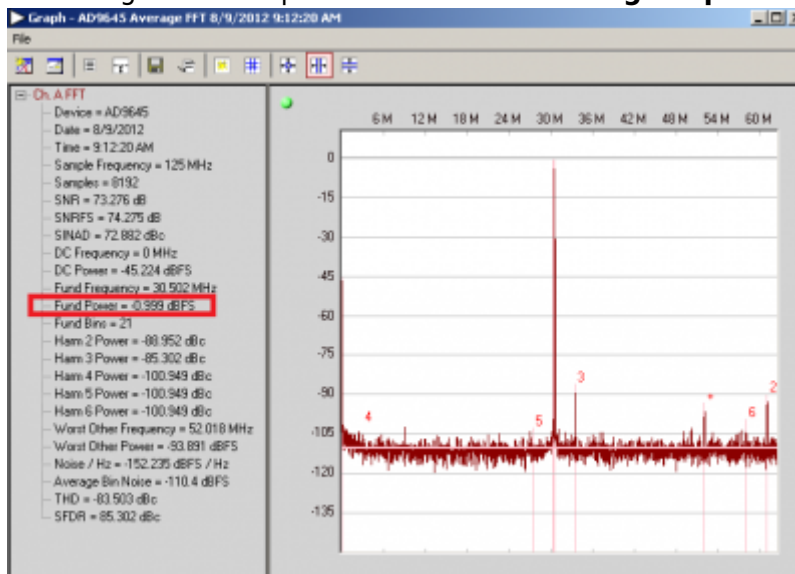 Graph - AD9645 Average FFT 8/9/2012 9:12:20 AM
File
Ch. A FFT
Device = AD9645
Date = 8/9/2012
Time = 9:12:20 AM
Sample Frequency = 125 MHz
Samples = 8192
SNR = 73.276 dB
SNRFS = 74.275 dB
SINAD = 72.882 dBc
DC Frequency = 0 MHz
DC Power = -45.224 dBFS
Fund Frequency = 30.502 MHz
Fund Power = -0.999 dBFS
Fund Bins = 21
Harm 2 Power = -88.952 dBc
Harm 3 Power = -85.302 dBc
Harm 4 Power = -100.949 dBc
Harm 5 Power = -100.949 dBc
Harm 6 Power = -100.949 dBc
Worst Other Frequency = 52.018 MHz
Worst Other Power = -93.891 dBFS
Noise / Hz = -152.235 dBFS / Hz
Average Bin Noise = -110.4 dBFS
THD = -83.503 dBc
SFDR = 85.302 dBc
6 M 12 M 18 M 24 M 30 M 36 M 42 M 48 M 54 M 60 M
0
-15
-30
-45
-60
-75
-90
-105
-120
-135
4 5 3 * 6 2